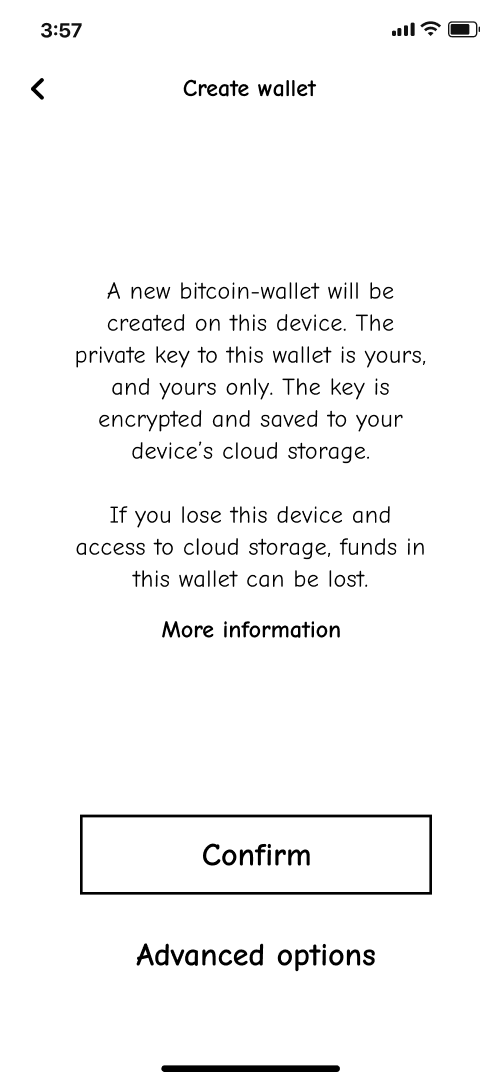 3:57
Create wallet
A new bitcoin-wallet will be
created on this device. The
private key to this wallet is yours,
and yours only. The key is
encrypted and saved to your
device's cloud storage.
If you lose this device and
access to cloud storage, funds in
this wallet can be lost.
More information
Confirm
Advanced options